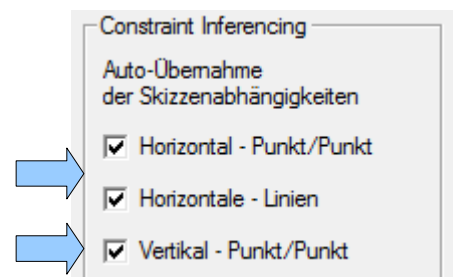 Constraint Inferencing
Auto-Übernahme
der Skizzenabhängigkeiten
Horizontal - Punkt/Punkt
Horizontale - Linien
Vertikal - Punkt/Punkt